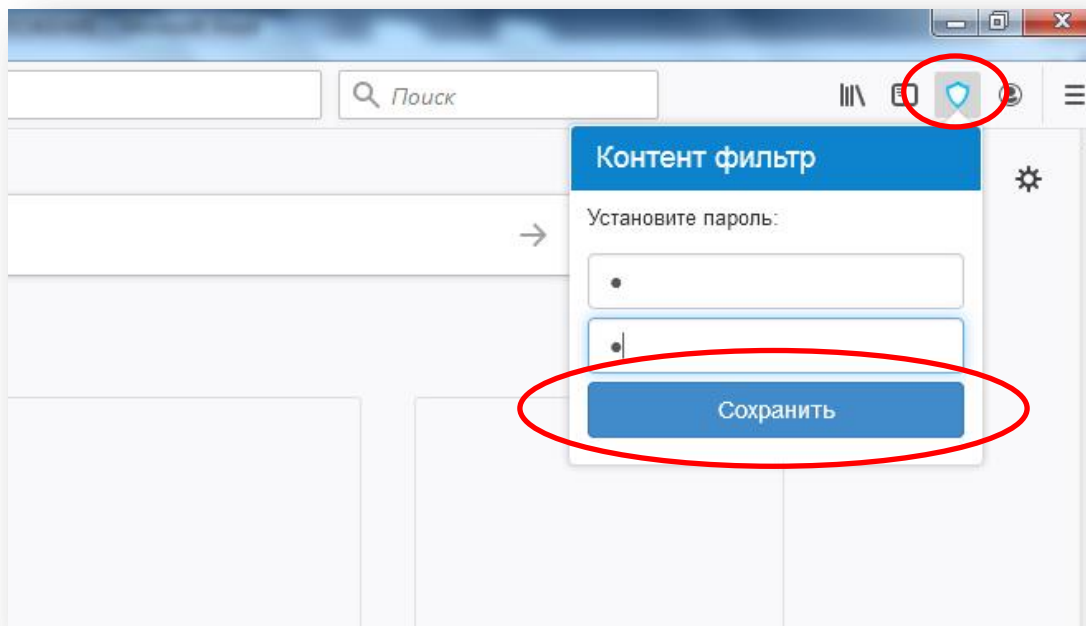 Поиск
Контент фильтр
Установите пароль:
Сохранить